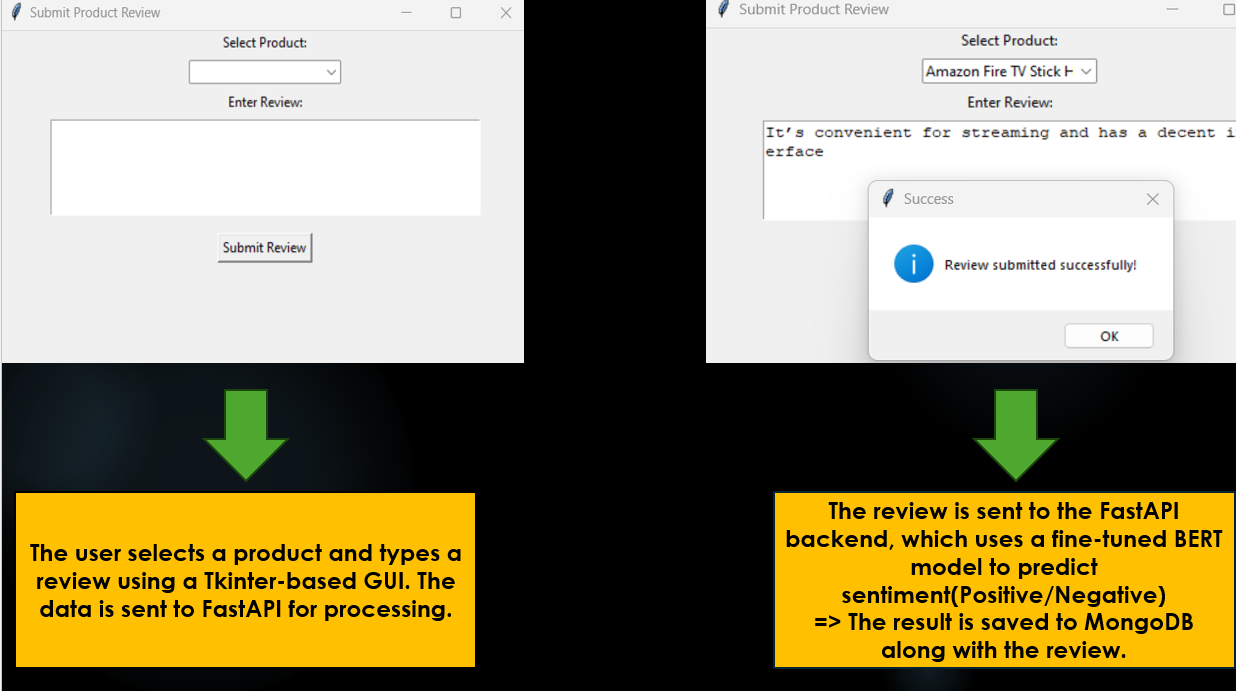 Submit Product Review
Select Product:
Enter Review:
Submit Review
Submit Product Review
Select Product:
Amazon Fire TV Stick H
Enter Review:
It’s convenient for streaming and has a decent i
erface
Success
Review submitted successfully!
OK
The user selects a product and types a
review using a Tkinter-based GUI. The
data is sent to FastAPI for processing.
The review is sent to the FastAPI
backend, which uses a fine-tuned BERT
model to predict
sentiment(Positive/Negative)
=> The result is saved to MongoDB
along with the review.